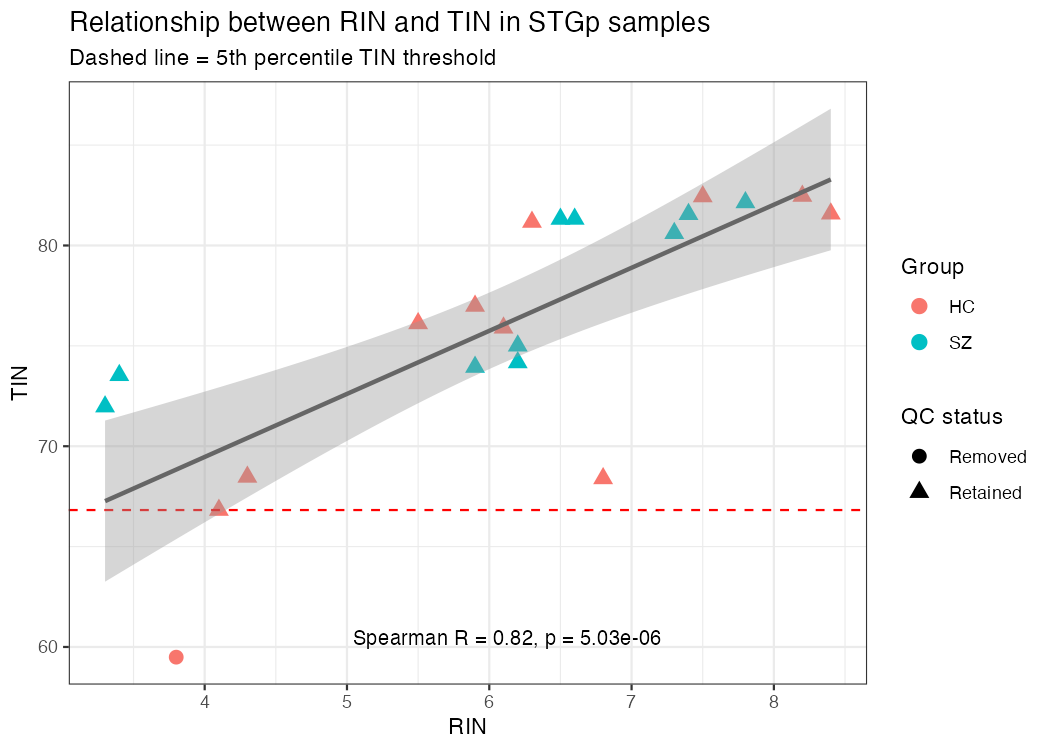 Relationship between RIN and TIN in STGp samples
Dashed line = 5th percentile TIN threshold
TIN
80
70
60
Spearman R = 0.82, p = 5.03e-06
4 5 6 7 8
RIN
Group
HC
SZ
QC status
Removed
Retained